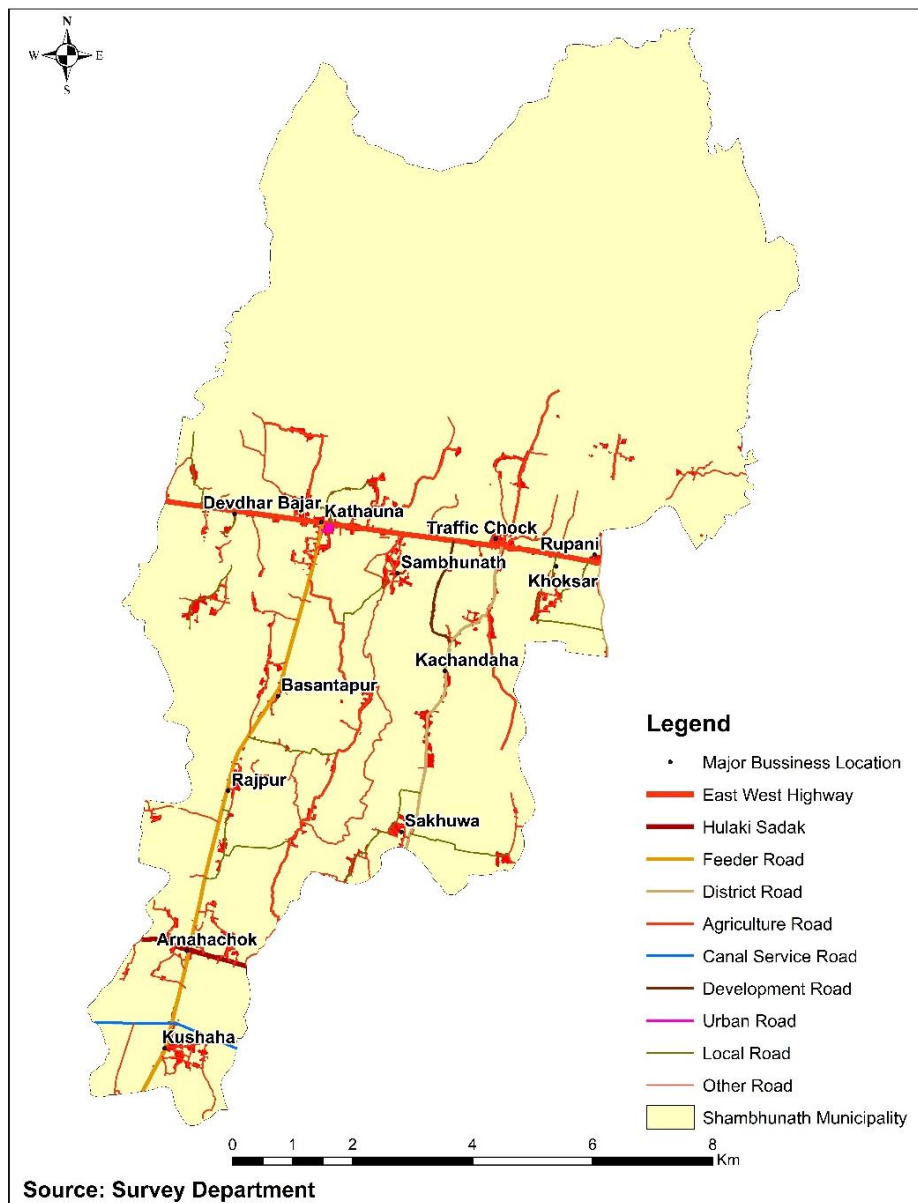 N
W E
S
Devdhar Bajar
Kathauna
Traffic Chock
Rupani
Sambhunath
Khoksar
Kachandaha
Basantapur
Rajpur
Sakhuwa
Arnahachok
Kushaha
Legend
Major Bussiness Location
East West Highway
Hulaki Sadak
Feeder Road
District Road
Agriculture Road
Canal Service Road
Development Road
Urban Road
Local Road
Other Road
Shambhunath Municipality
0 1 2 4 6 8
Km
Source: Survey Department